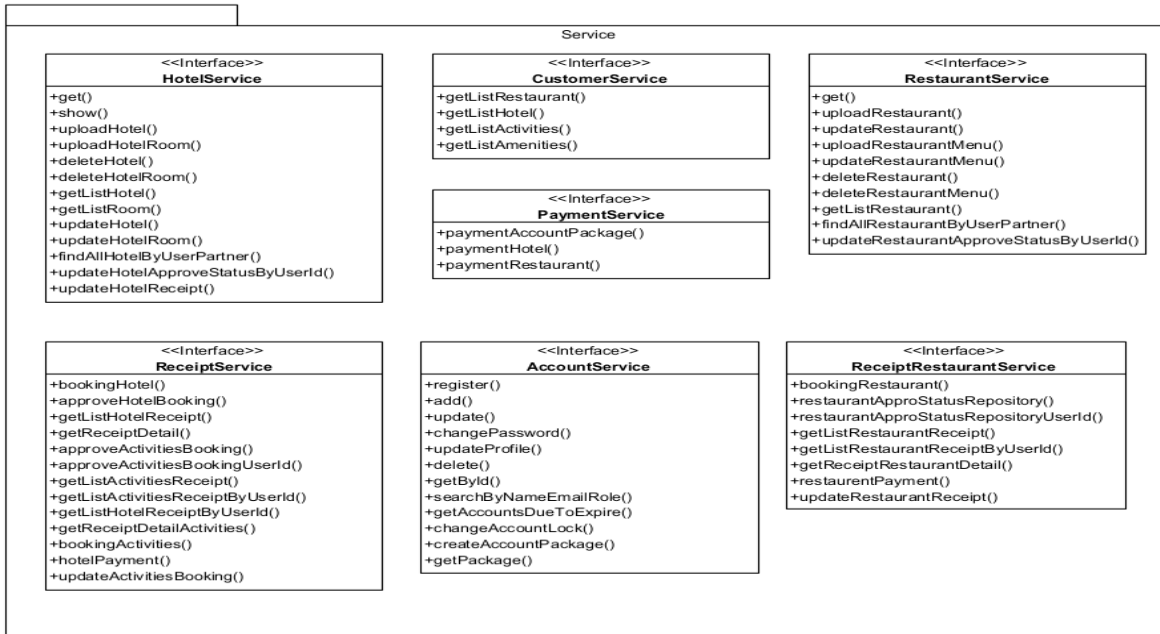 Service
<<Interface>>
HotelService
+get()
+show()
+uploadHotel()
+uploadHotelRoom()
+deleteHotel()
+deleteHotelRoom()
+getListHotel()
+getListRoom()
+updateHotel()
+updateHotelRoom()
+findAllHotelByUserPartner()
+updateHotelApproveStatusByUserId()
+updateHotelReceipt()
<<Interface>>
CustomerService
+getListRestaurant()
+getListHotel()
+getListActivities()
+getListAmenities()
<<Interface>>
PaymentService
+paymentAccountPackage()
+paymentHotel()
+paymentRestaurant()
<<Interface>>
RestaurantService
+get()
+uploadRestaurant()
+updateRestaurant()
+uploadRestaurantMenu()
+updateRestaurantMenu()
+deleteRestaurant()
+deleteRestaurantMenu()
+getListRestaurant()
+findAllRestaurantByUserPartner()
+updateRestaurantApproveStatusByUserId()
<<Interface>>
ReceiptService
+bookingHotel()
+approveHotelBooking()
+getListHotelReceipt()
+getReceiptDetail()
+approveActivitiesBooking()
+approveActivitiesBookingUserId()
+getListActivitiesReceipt()
+getListActivitiesReceiptByUserId()
+getListHotelReceiptByUserId()
+getReceiptDetailActivities()
+bookingActivities()
+hotelPayment()
+updateActivitiesBooking()
<<Interface>>
AccountService
+register()
+add()
+update()
+changePassword()
+updateProfile()
+delete()
+getById()
+searchByNameEmailRole()
+getAccountsDueToExpire()
+changeAccountLock()
+createAccountPackage()
+getPackage()
<<Interface>>
ReceiptRestaurantService
+bookingRestaurant()
+restaurantApproStatusRepository()
+restaurantApproStatusRepositoryUserId()
+getListRestaurantReceipt()
+getListRestaurantReceiptByUserId()
+getReceiptRestaurantDetail()
+restaurentPayment()
+updateRestaurantReceipt()